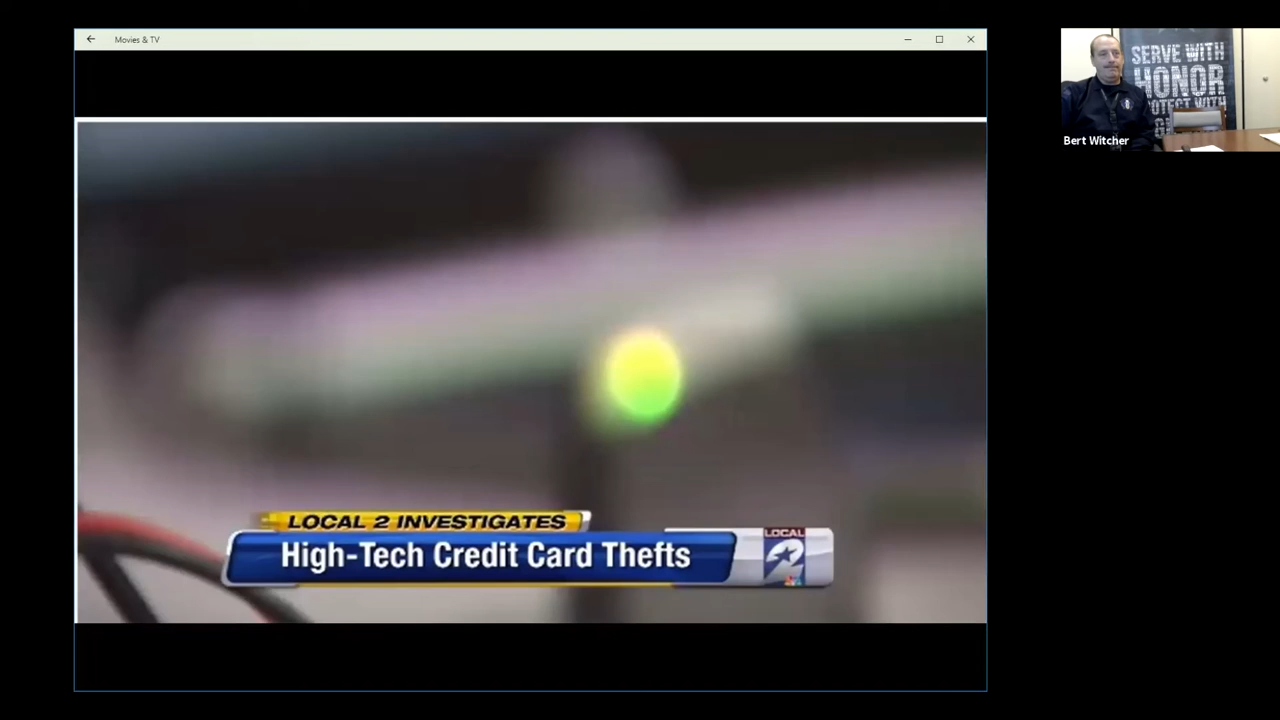 Movies & TV
SERVE WITH
HONOR
PROTECT WITH
Bert Witcher
LOCAL 2 INVESTIGATES
High-Tech Credit Card Thefts
LOCAL
2